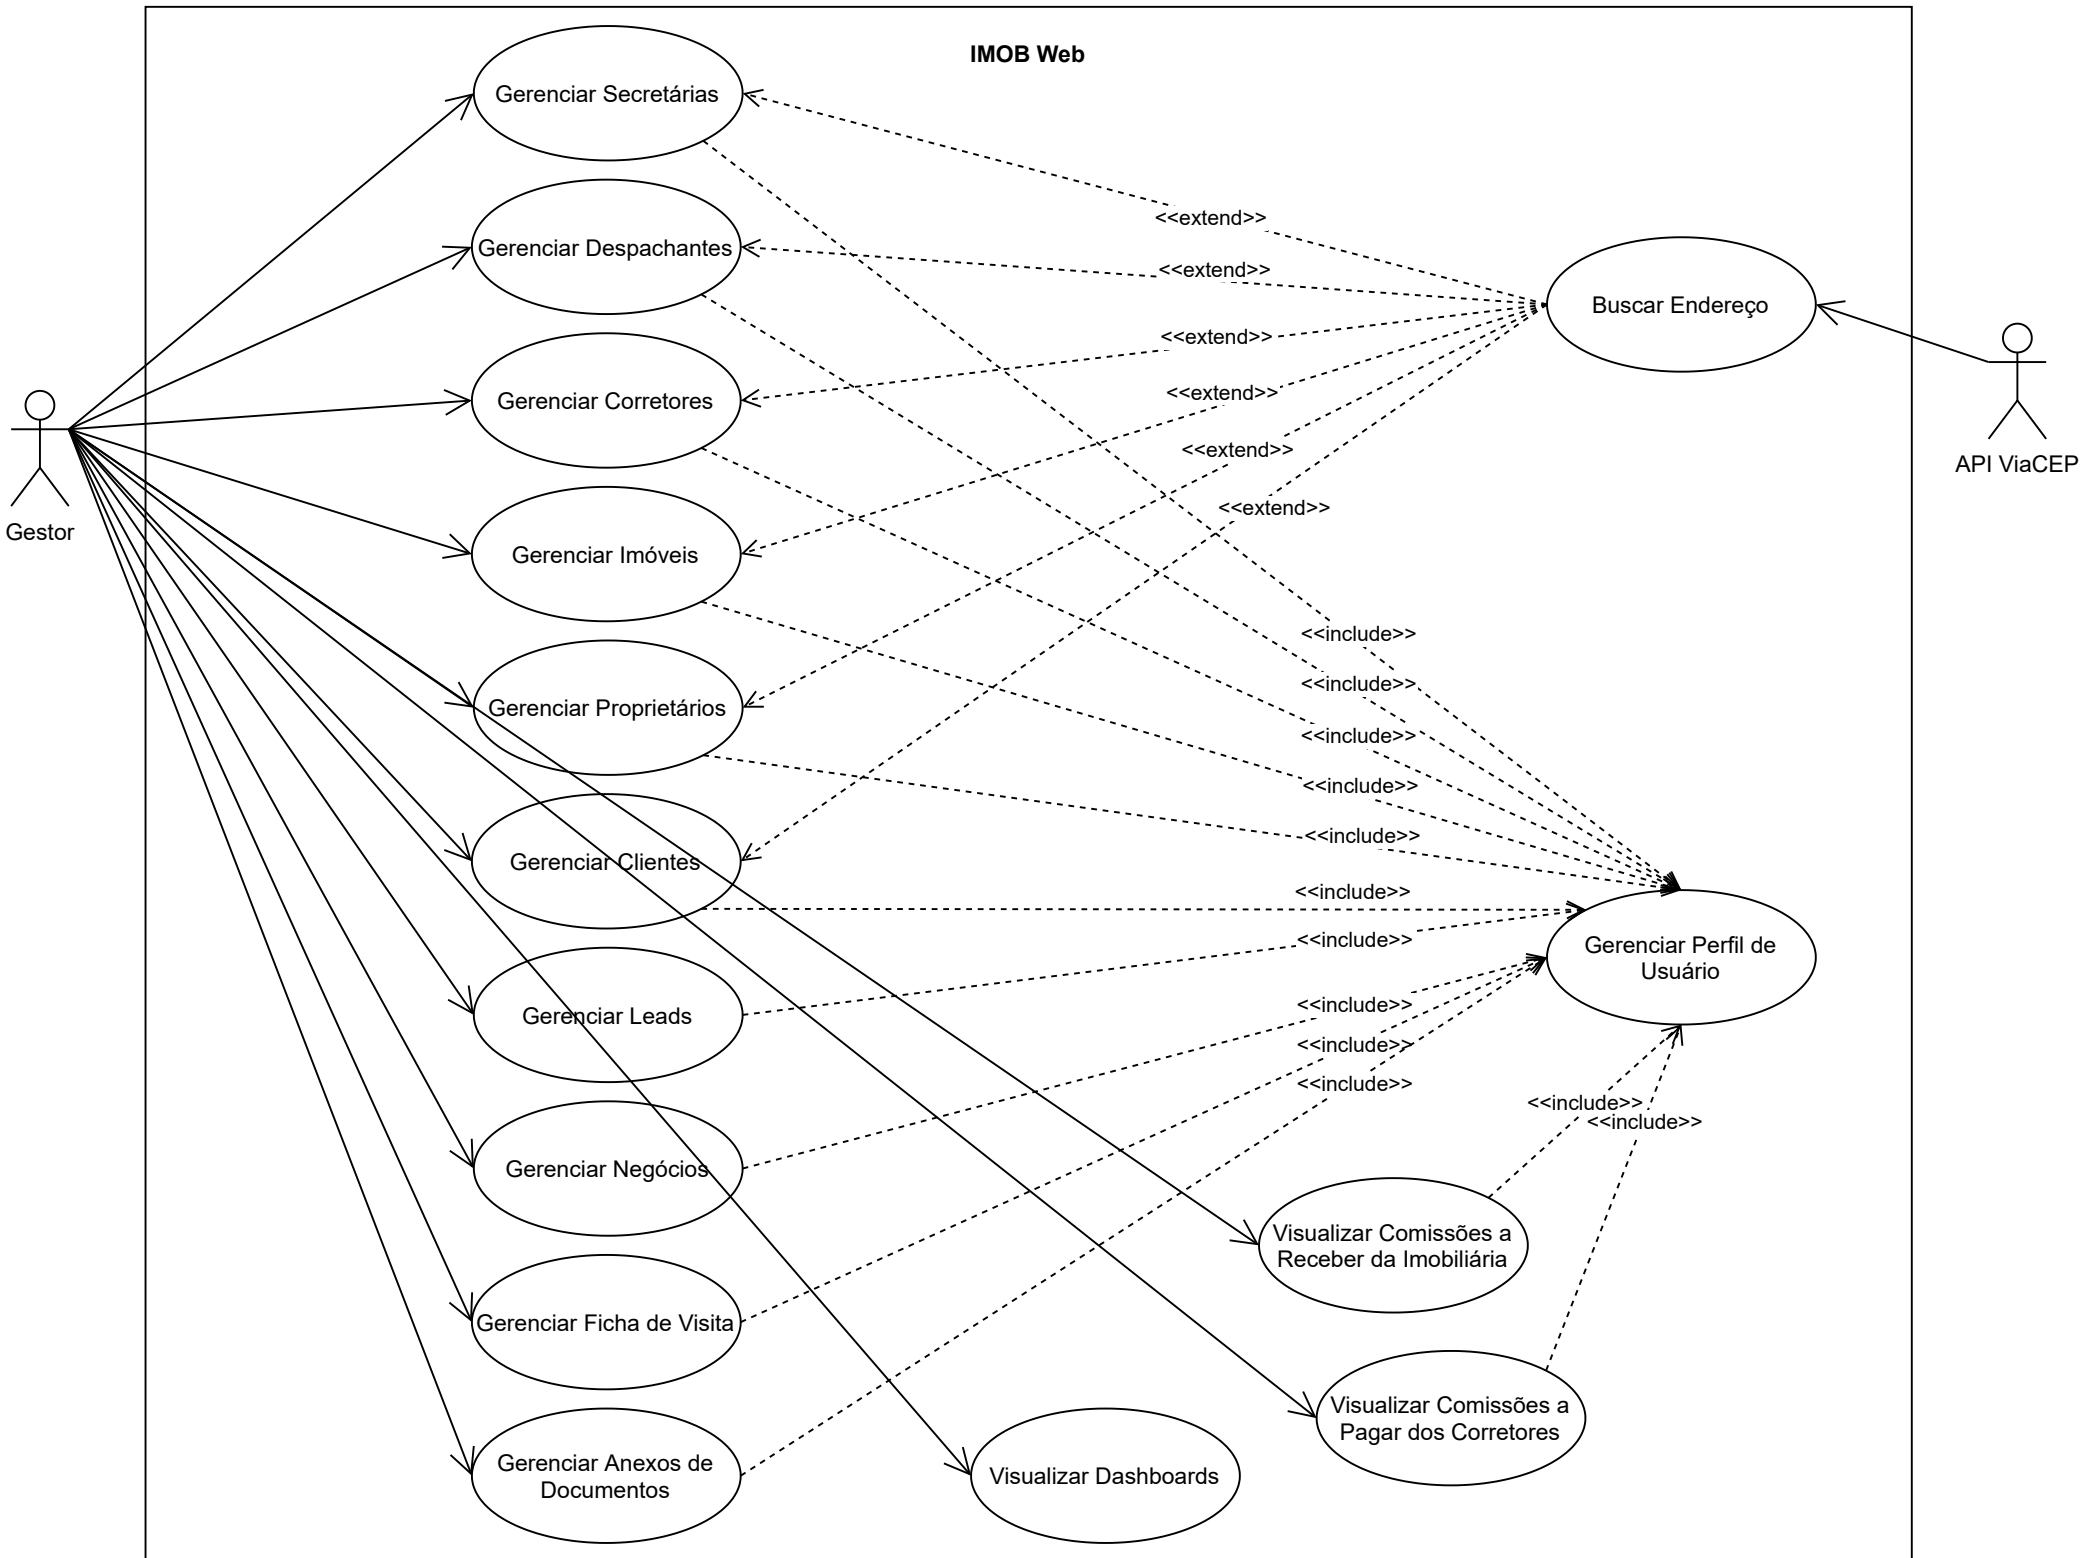 IMOB Web
Gerenciar Secretárias
<<extend>>
Gerenciar Despachantes
<<extend>>
Buscar Endereço
<<extend>>
Gerenciar Corretores
<<extend>>
<<extend>>
API ViaCEP
<<extend>>
Gestor
Gerenciar Imóveis
<<include>>
<<include>>
Gerenciar Proprietários
<<include>>
<<include>>
<<include>>
Gerenciar Clientes
<<include>>
<<include>>
Gerenciar Perfil de
Usuário
<<include>>
Gerenciar Leads
<<include>>
<<include>>
<<include>>
<<include>>
Gerenciar Negócios
Visualizar Comissões a
Receber da Imobiliária
Gerenciar Ficha de Visita
Visualizar Comissões a
Pagar dos Corretores
Gerenciar Anexos de
Documentos
Visualizar Dashboards